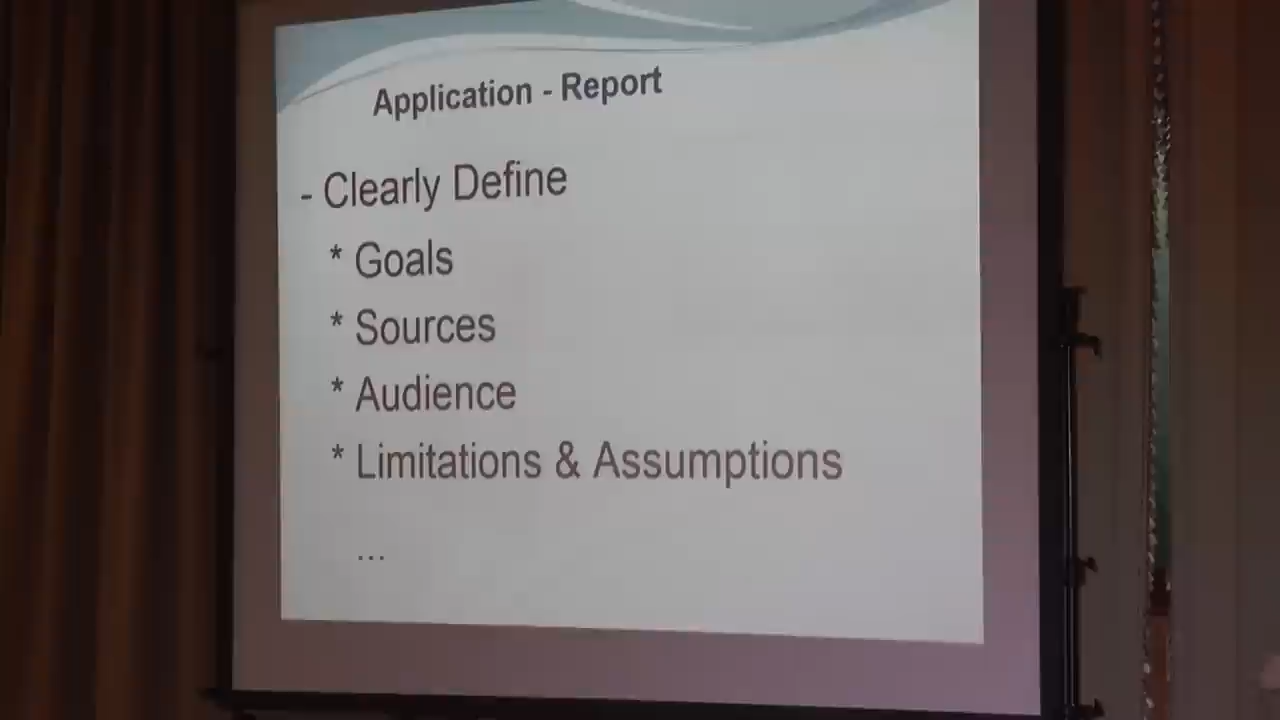 Application - Report
- Clearly Define
* Goals
* Sources
* Audience
* Limitations & Assumptions
...